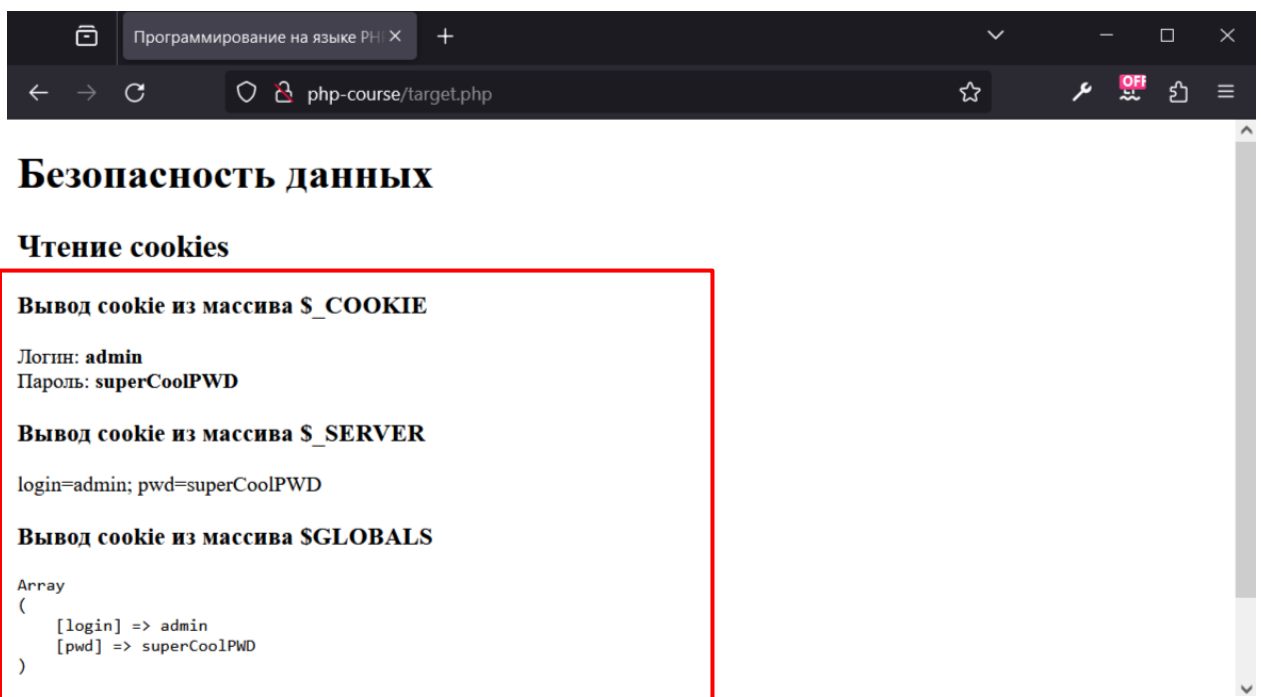 Программирование на языке PH
php-course/target.php
OFF
Безопасность данных
Чтение cookies
Вывод cookie из массива $_COOKIE
Логин: admin
Пароль: superCoolPWD
Вывод cookie из массива $_SERVER
login=admin; pwd=superCoolPWD
Вывод cookie из массива $GLOBALS
Array
(
    [login] => admin
    [pwd] => superCoolPWD
)